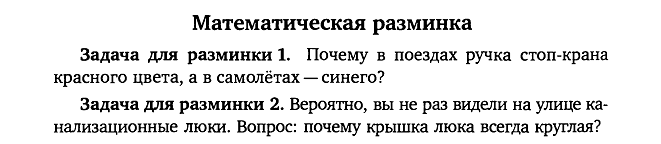 Математическая разминка
Задача для разминки 1. Почему в поездах ручка стоп-крана
красного цвета, а в самолётах — синего?
Задача для разминки 2. Вероятно, вы не раз видели на улице ка-
нализационные люки. Вопрос: почему крышка люка всегда круглая?